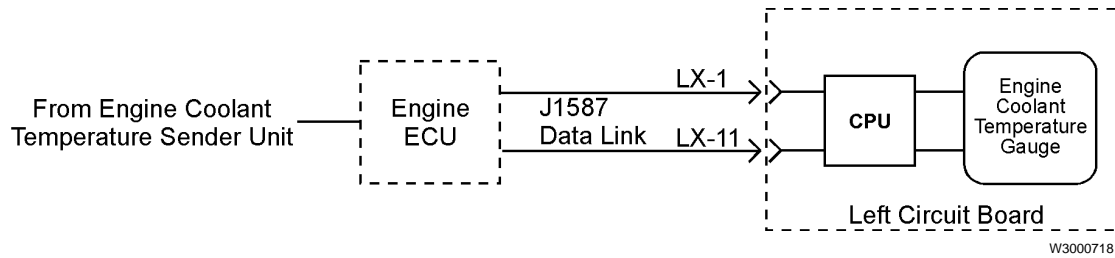 From Engine Coolant
Temperature Sender Unit
Engine
ECU
LX-1
J1587
Data Link
LX-11
CPU
Engine
Coolant
Temperature
Gauge
Left Circuit Board
W3000718